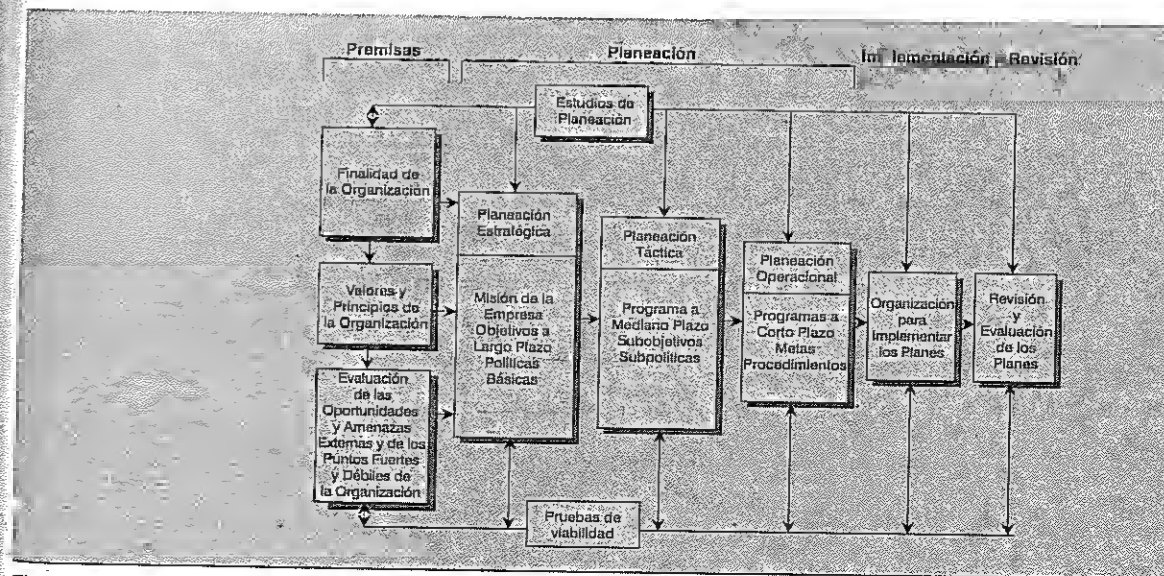 Premisas
Planeación
Implementación y Revisión
Estudios de
Planeación
Finalidad de
la Organización
Valores y
Principios de
la Organización
Evaluación
de las
Oportunidades
y Amenazas
Externas y de los
Puntos Fuertes
y Débiles de
la Organización
Planeación
Estratégica
Misión de la
Empresa
Objetivos a
Largo Plazo
Políticas
Básicas
Planeación
Táctica
Programa a
Mediano Plazo
Subobjetivos
Subpolíticas
Planeación
Operacional
Programas a
Corto Plazo
Metas
Procedimientos
Organización
para
Implementar
los Planes
Revisión
y
Evaluación
de los
Planes
Pruebas de
viabilidad